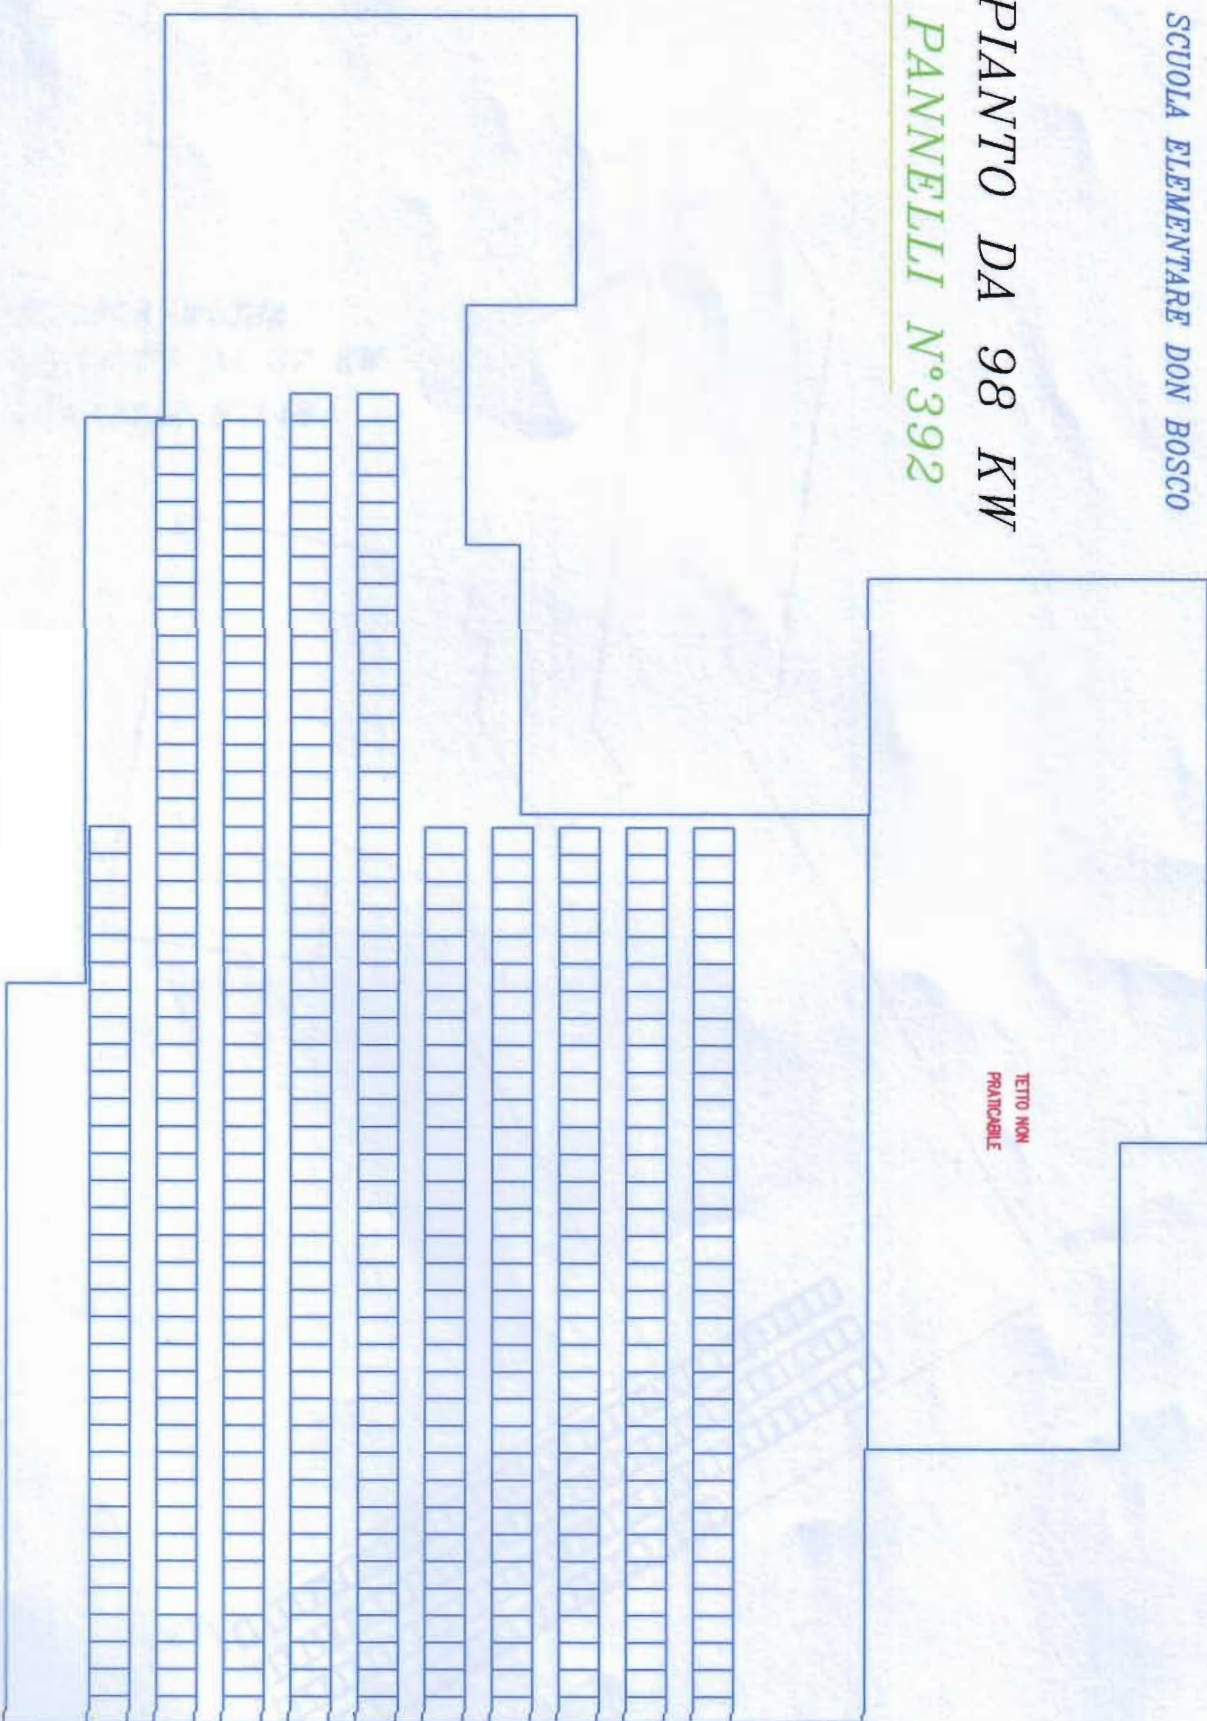 SCUOLA ELEMENTARE DON BOSCO
PIANTO DA 98 KW
PANNELLI N°392
TETTO NON
PRATICABILE